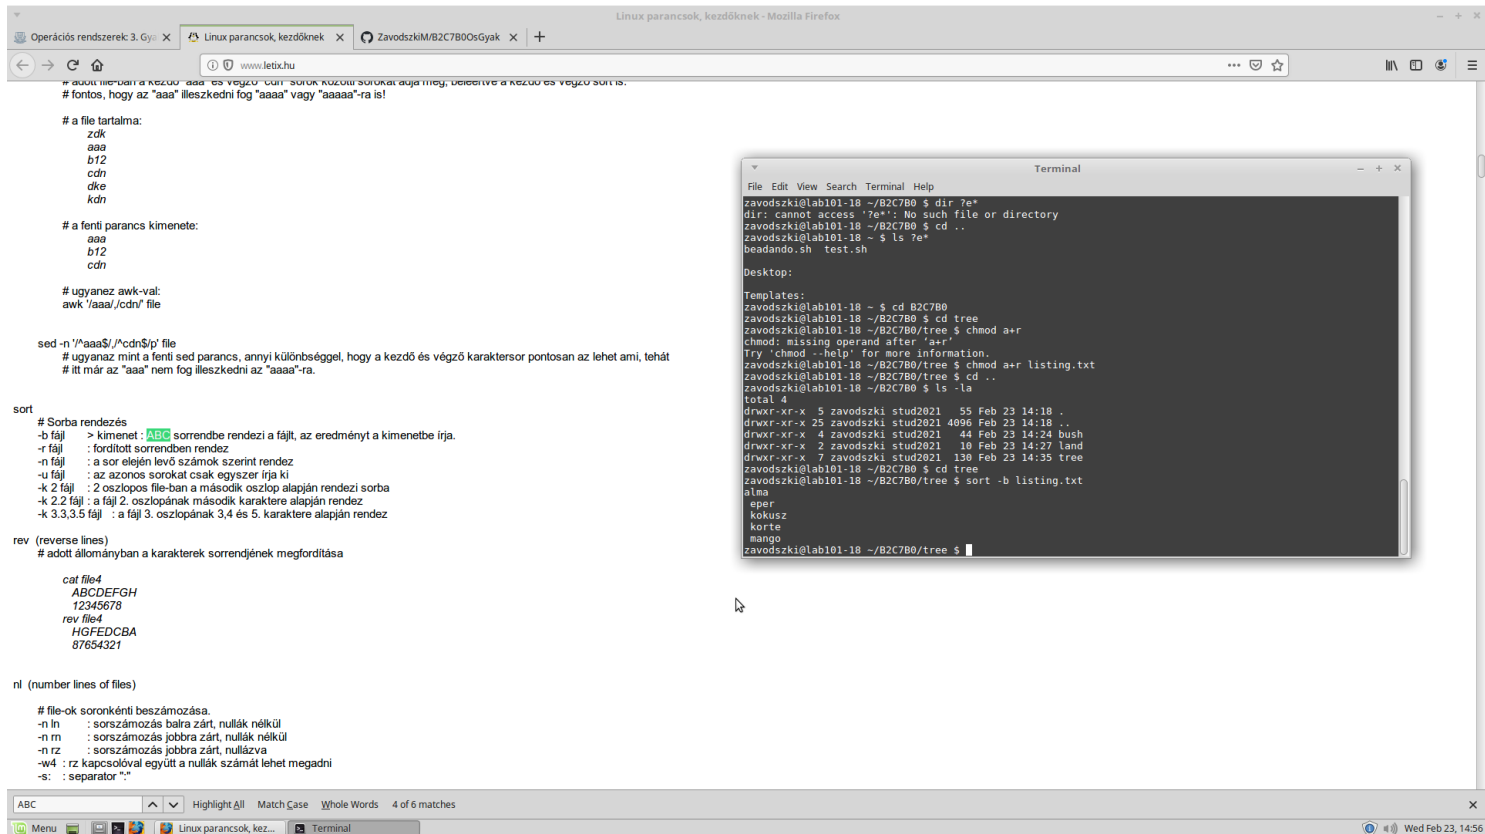 Linux parancsok, kezdőknek - Mozilla Firefox
Operációs rendszerek: 3. Gya
Linux parancsok, kezdőknek
ZavodszkiM/B2C7B0OsGyak
www.letix.hu
# adott file-ban a kezdő "aaa" és végző "cdn" sorok közötti sorokat adja meg, beleértve a kezdő és végző sort is.
# fontos, hogy az "aaa" illeszkedni fog "aaaa" vagy "aaaaa"-ra is!
# a file tartalma:
zdk
aaa
b12
cdn
dke
kdn
# a fenti parancs kimenete:
aaa
b12
cdn
# ugyanez awk-val:
awk '/aaa/,/cdn/' file
sed -n '/^aaa$/,/^cdn$/p' file
# ugyanaz mint a fenti sed parancs, annyi különbséggel, hogy a kezdő és végző karaktersor pontosan az lehet ami, tehát
# itt már az "aaa" nem fog illeszkedni az "aaaa"-ra.
sort
# Sorba rendezés
-b fájl > kimenet : ABC sorrendbe rendezi a fájlt, az eredményt a kimenetbe írja.
-r fájl : fordított sorrendben rendez
-n fájl : a sor elején levő számok szerint rendez
-u fájl : az azonos sorokat csak egyszer írja ki
-k 2 fájl : 2 oszlopos file-ban a második oszlop alapján rendezi sorba
-k 2.2 fájl : a fájl 2. oszlopának második karaktere alapján rendez
-k 3.3,3.5 fájl : a fájl 3. oszlopának 3,4 és 5. karaktere alapján rendez
rev (reverse lines)
# adott állományban a karakterek sorrendjének megfordítása
cat file4
ABCDEFGH
12345678
rev file4
HGFEDCBA
87654321
nl (number lines of files)
# file-ok soronkénti beszámozása.
-n ln : sorszámozás balra zárt, nullák nélkül
-n rn : sorszámozás jobbra zárt, nullák nélkül
-n rz : sorszámozás jobbra zárt, nullázva
-w4 : rz kapcsolóval együtt a nullák számát lehet megadni
-s: : separator ":"
Terminal
File Edit View Search Terminal Help
zavodszki@lab101-18 ~/B2C7B0 $ dir ?e*
dir: cannot access '?e*': No such file or directory
zavodszki@lab101-18 ~/B2C7B0 $ cd ..
zavodszki@lab101-18 ~ $ ls ?e*
beadando.sh test.sh
Desktop:
Templates:
zavodszki@lab101-18 ~ $ cd B2C7B0
zavodszki@lab101-18 ~/B2C7B0 $ cd tree
zavodszki@lab101-18 ~/B2C7B0/tree $ chmod a+r
chmod: missing operand after ‘a+r’
Try 'chmod --help' for more information.
zavodszki@lab101-18 ~/B2C7B0/tree $ chmod a+r listing.txt
zavodszki@lab101-18 ~/B2C7B0/tree $ cd ..
zavodszki@lab101-18 ~/B2C7B0 $ ls -la
total 4
drwxr-xr-x 5 zavodszki stud2021 55 Feb 23 14:18 .
drwxr-xr-x 25 zavodszki stud2021 4096 Feb 23 14:18 ..
drwxr-xr-x 4 zavodszki stud2021 44 Feb 23 14:24 bush
drwxr-xr-x 2 zavodszki stud2021 10 Feb 23 14:27 land
drwxr-xr-x 7 zavodszki stud2021 130 Feb 23 14:35 tree
zavodszki@lab101-18 ~/B2C7B0 $ cd tree
zavodszki@lab101-18 ~/B2C7B0/tree $ sort -b listing.txt
alma
eper
kokusz
korte
mango
zavodszki@lab101-18 ~/B2C7B0/tree $
ABC Highlight All Match Case Whole Words 4 of 6 matches
Menu Linux parancsok, kez... Terminal Wed Feb 23, 14:56